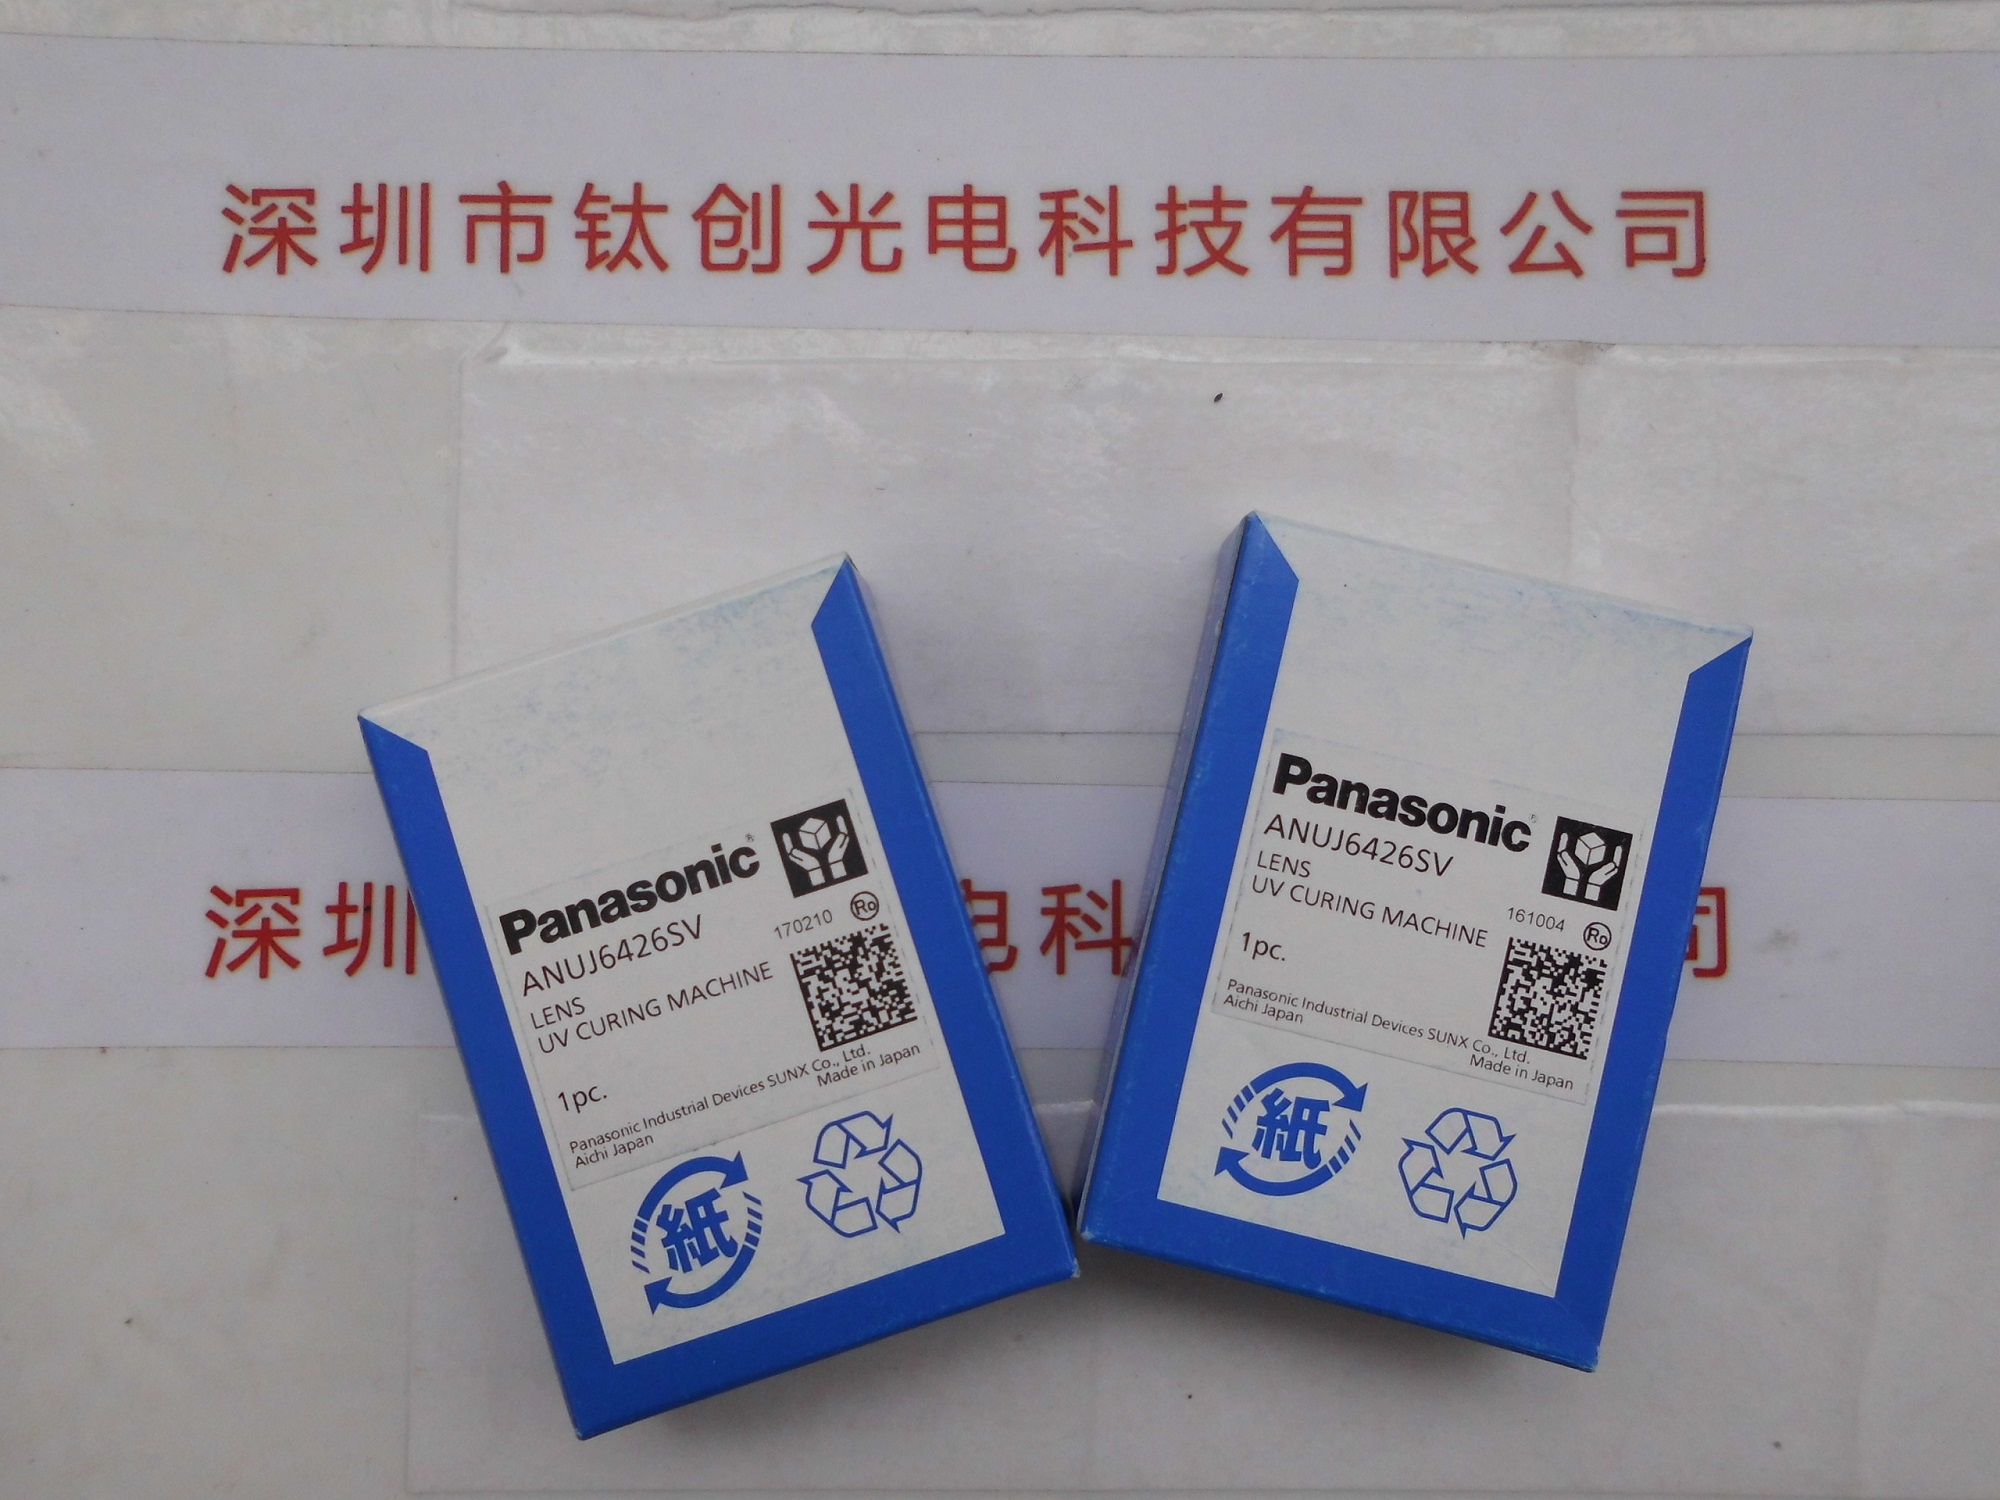 深圳市钛创光电科技有限公司
Panasonic
ANUJ6426SV
LENS
UV CURING MACHINE
170210
Ro
1pc.
Panasonic Industrial Devices SUNX Co., Ltd.
Aichi Japan
Made in Japan
紙
Panasonic
ANUJ6426SV
LENS
UV CURING MACHINE
161004
Ro
1pc.
Panasonic Industrial Devices SUNX Co., Ltd.
Aichi Japan
Made in Japan
紙
深圳 电科 司